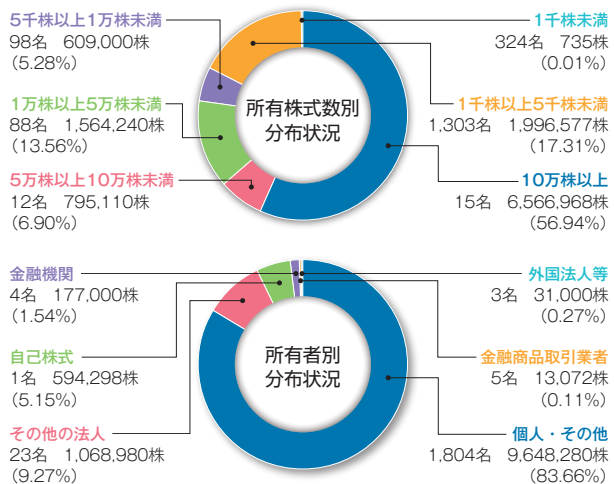 5千株以上1万株未満
98名 609,000株
(5.28%)
1万株以上5万未満
88名 1,564,240株
(13.56%)
5万株以上10万株未満
12名 795,110株
(6.90%)
所有株式数別
分布状況
1千株未満
324名 735株
(0.01%)
1千株以上5千株未満
1,303名 1,996,577株
(17.31%)
10万株以上
15名 6,566,968株
(56.94%)
金融機関
4名 177,000株
(1.54%)
自己株式
1名 594,298株
(5.15%)
その他の法人
23名 1,068,980株
(9.27%)
所有者別
分布状況
外国法人等
3名 31,000株
(0.27%)
金融商品取引業者
5名 13,072株
(0.11%)
個人・その他
1,804名 9,648,280株
(83.66%)